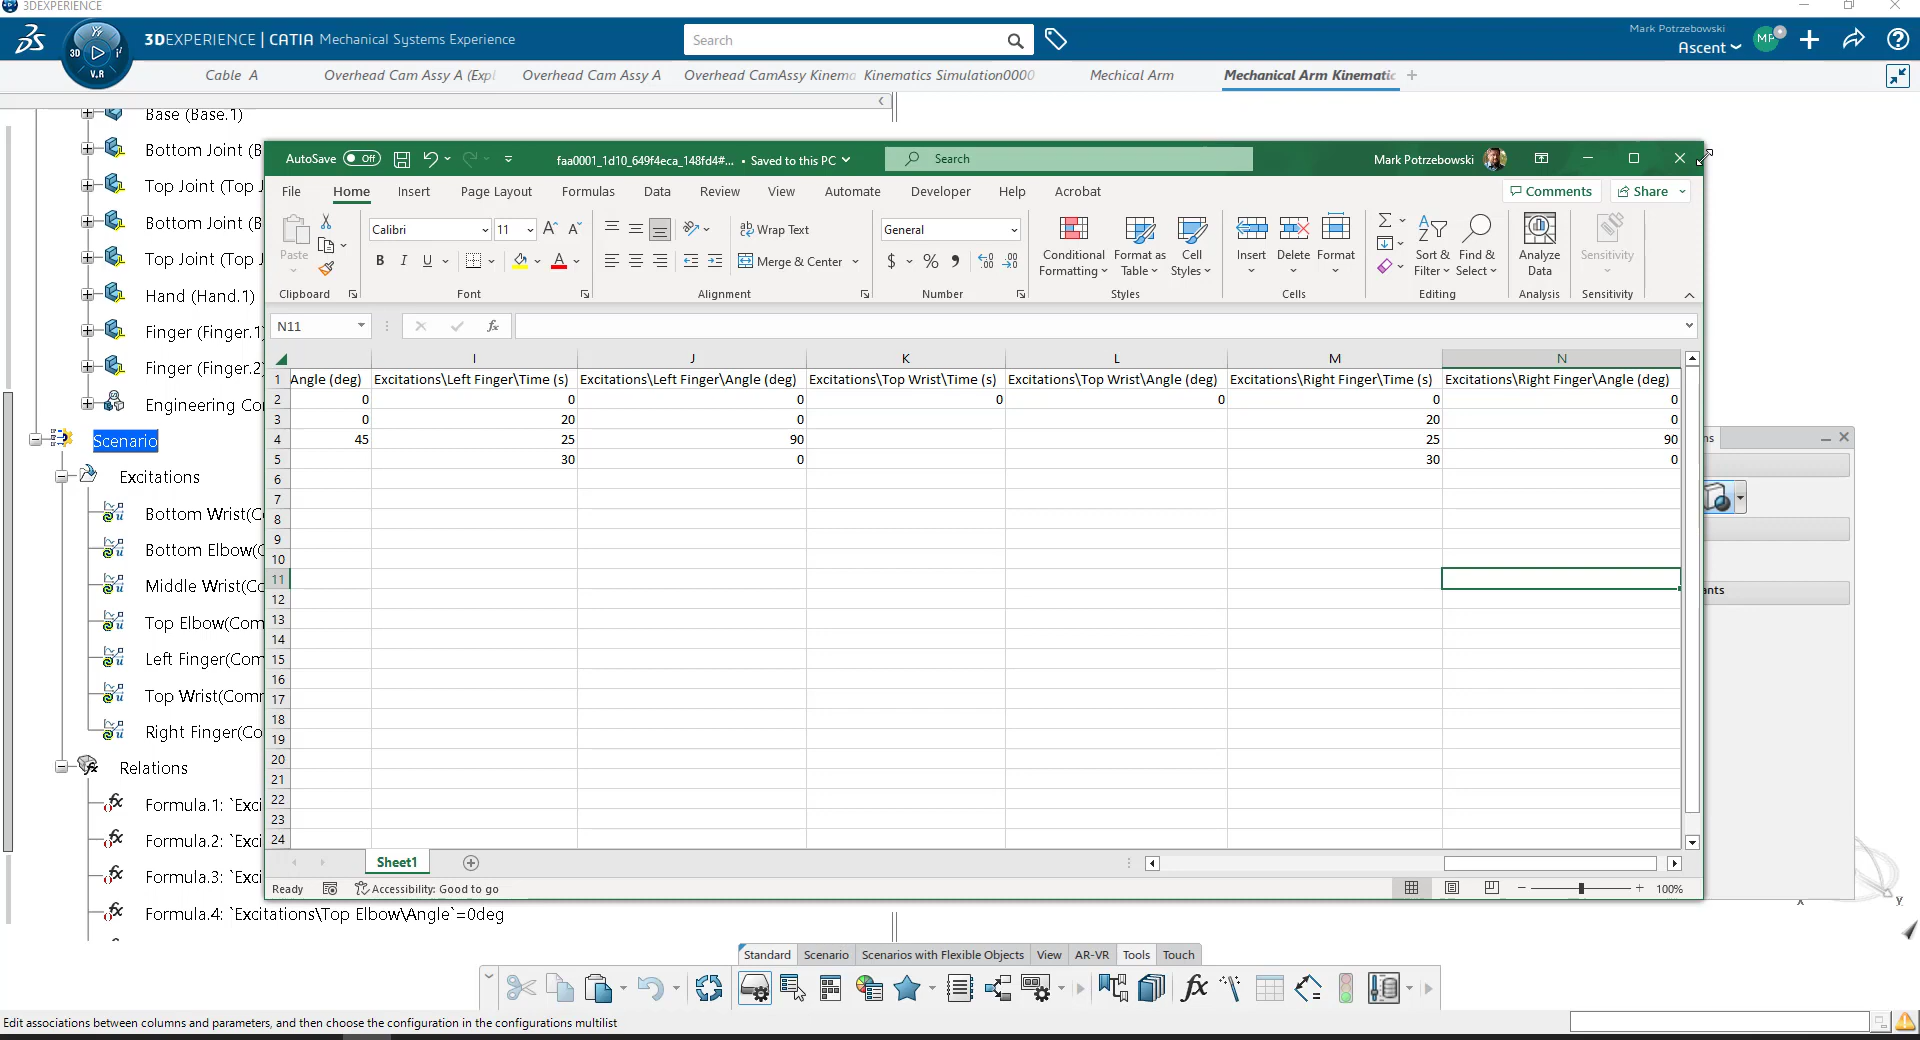 3DEXPERIENCE
3DEXPERIENCE | CATIA Mechanical Systems Experience
3D
V.R
Search
Mark Potrzebowski
Ascent
MP
Cable A
Overhead Cam Assy A (Expl
Overhead Cam Assy A
Overhead CamAssy Kinema
Kinematics Simulation0000
Mechical Arm
Mechanical Arm Kinematic
Base (Base.1)
Bottom Joint (B
Top Joint (Top J
Bottom Joint (B
Top Joint (Top J
Hand (Hand.1)
Finger (Finger.1)
Finger (Finger.2)
Engineering Co
Scenario
Excitations
Bottom Wrist(C
Bottom Elbow(
Middle Wrist(Co
Top Elbow(Com
Left Finger(Com
Top Wrist(Comr
Right Finger(Co
Relations
Formula.1: `Exci
Formula.2: `Exci
Formula.3: `Exci
Formula.4: `Excitations\Top Elbow\Angle`=0deg
AutoSave Off
faa0001_1d10_649f4eca_148fd4#... • Saved to this PC
Search
Mark Potrzebowski
File Home Insert Page Layout Formulas Data Review View Automate Developer Help Acrobat
Comments
Share
Paste
Clipboard
Calibri 11
B I U
Font
Wrap Text
Merge & Center
Alignment
General
$ %
Number
Conditional Formatting
Format as Table
Cell Styles
Styles
Insert Delete Format
Cells
Sort & Filter
Find & Select
Editing
Analyze Data
Analysis
Sensitivity
Sensitivity
N11
fx
I J K L M N
1 Angle (deg) Excitations\Left Finger\Time (s) Excitations\Left Finger\Angle (deg) Excitations\Top Wrist\Time (s) Excitations\Top Wrist\Angle (deg) Excitations\Right Finger\Time (s) Excitations\Right Finger\Angle (deg)
2 0 0 0 0 0 0 0
3 0 20 0 20 0
4 45 25 90 25 90
5 30 0 30 0
6
7
8
9
10
11
12
13
14
15
16
17
18
19
20
21
22
23
24
Sheet1
Ready
Accessibility: Good to go
100%
ns
ants
x
y
Standard Scenario Scenarios with Flexible Objects View AR-VR Tools Touch
Edit associations between columns and parameters, and then choose the configuration in the configurations multilist